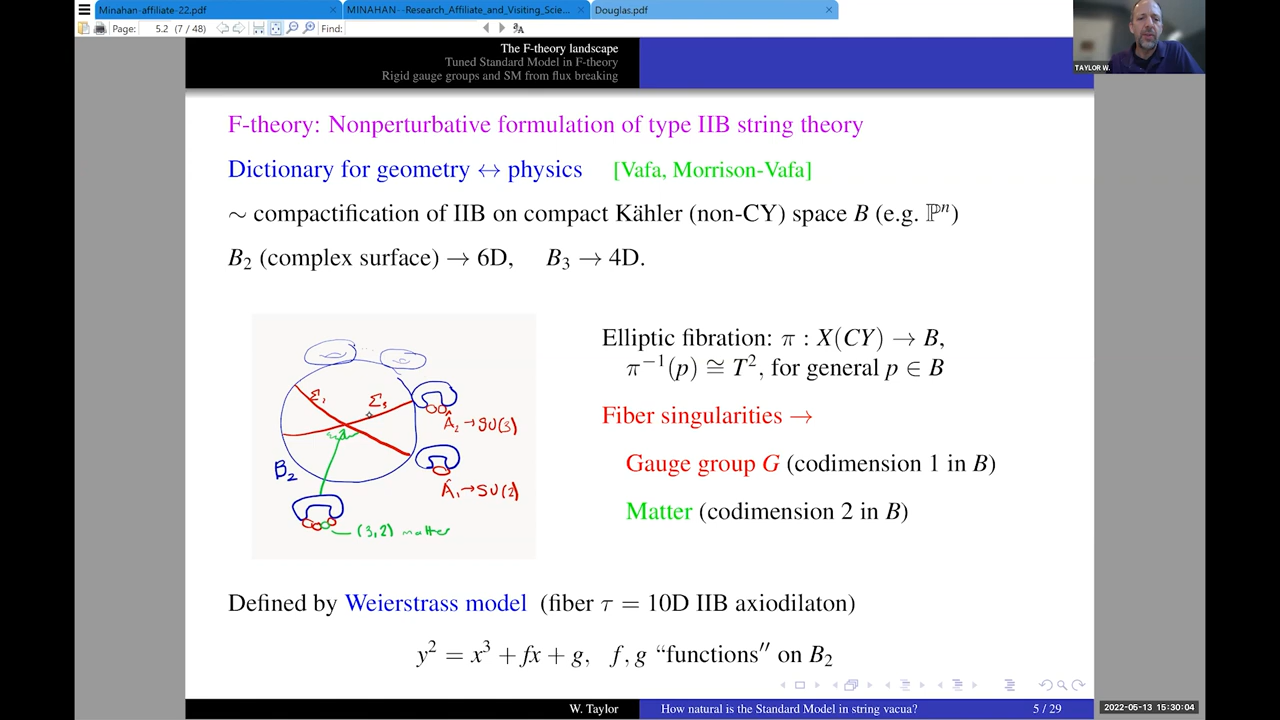 Minahan-affiliate-22.pdf
MINAHAN--Research_Affiliate_and_Visiting_Scie...
Douglas.pdf
Page: 5.2 (7 / 48) Find:
The F-theory landscape
Tuned Standard Model in F-theory
Rigid gauge groups and SM from flux breaking
TAYLOR W.
F-theory: Nonperturbative formulation of type IIB string theory
Dictionary for geometry ↔ physics [Vafa, Morrison-Vafa]
∼ compactification of IIB on compact Kähler (non-CY) space B (e.g. ℙⁿ)
B₂ (complex surface) → 6D, B₃ → 4D.
Σ₁
Â₂ → SU(3)
B₂
Â₁ → SU(2)
(3,2) matter
Elliptic fibration: π : X(CY) → B,
π⁻¹(p) ≅ T², for general p ∈ B
Fiber singularities →
Gauge group G (codimension 1 in B)
Matter (codimension 2 in B)
Defined by Weierstrass model (fiber τ = 10D IIB axiodilaton)
y² = x³ + fx + g, f, g “functions″ on B₂
W. Taylor
How natural is the Standard Model in string vacua?
5 / 29
2022-05-13 15:30:04